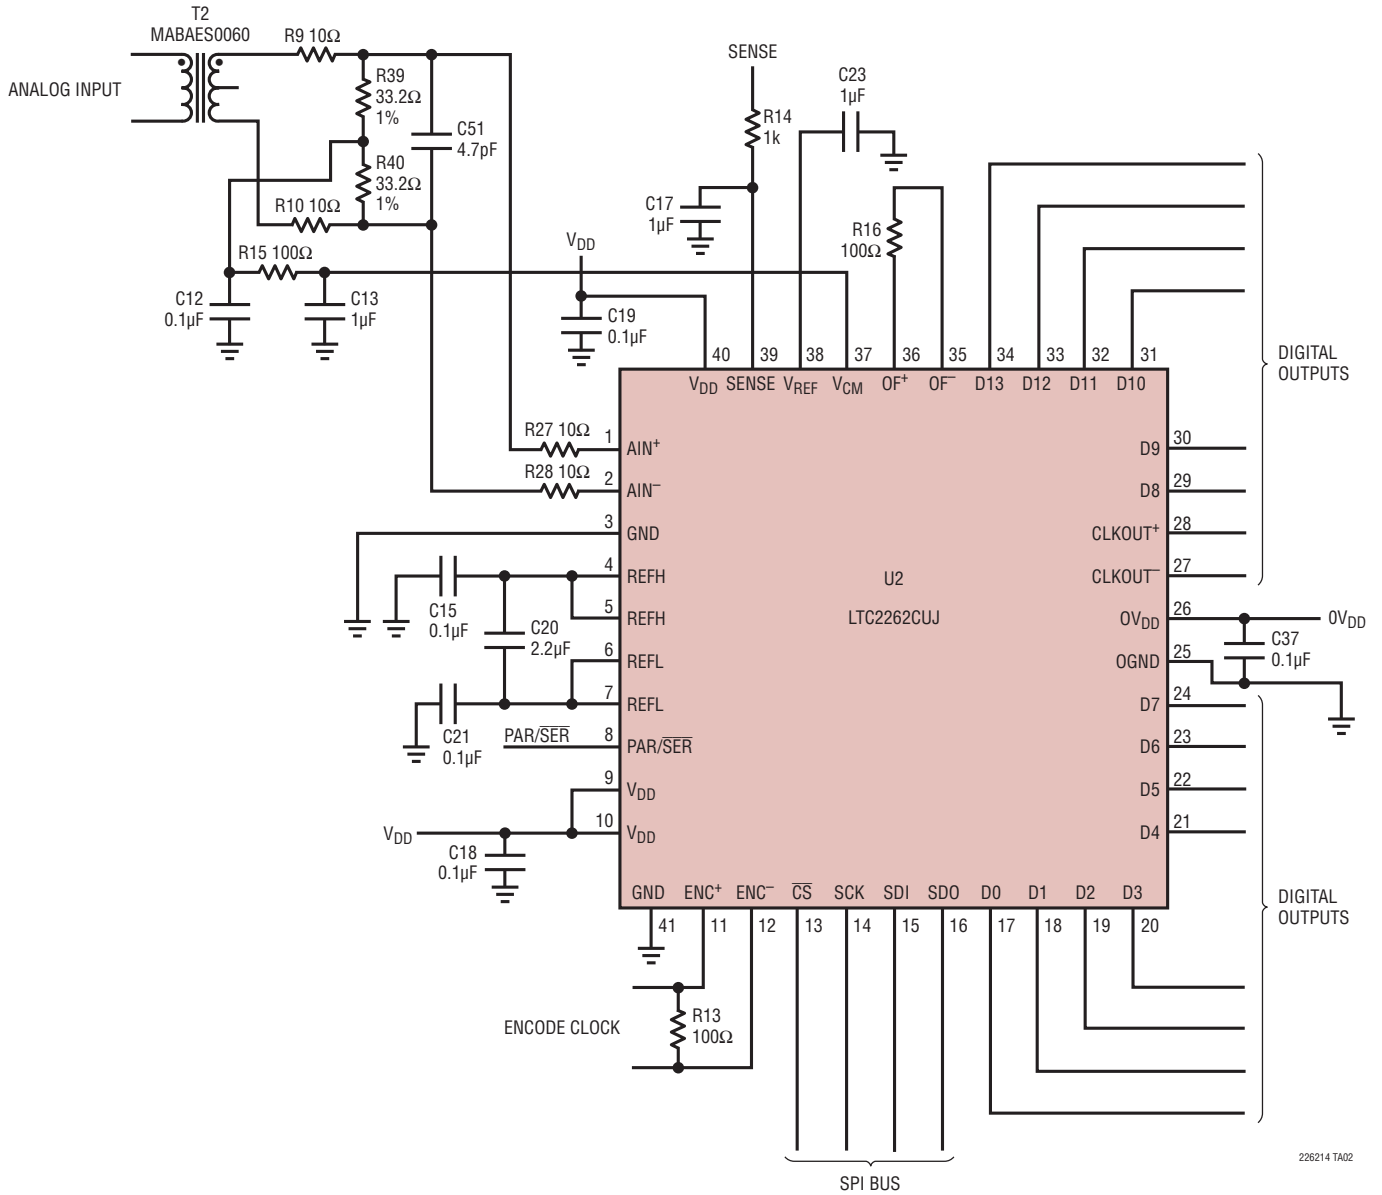 T2
MABAES0060
R9 10Ω
ANALOG INPUT
R39
33.2Ω
1%
C51
4.7pF
R40
33.2Ω
1%
R10 10Ω
R15 100Ω
C12
0.1µF
C13
1µF
SENSE
R14
1k
C23
1µF
C17
1µF
R16
100Ω
VDD
C19
0.1µF
40
39
38
37
36
35
34
33
32
31
VDD
SENSE
VREF
VCM
OF+
OF–
D13
D12
D11
D10
DIGITAL
OUTPUTS
R27 10Ω
1
AIN+
R28 10Ω
2
AIN–
3
GND
4
REFH
5
REFH
6
REFL
7
REFL
C15
0.1µF
C20
2.2µF
C21
0.1µF
PAR/SER
8
PAR/SER
9
VDD
10
VDD
VDD
C18
0.1µF
U2
LTC2262CUJ
D9
30
D8
29
CLKOUT+
28
CLKOUT–
27
OVDD
26
0VDD
C37
0.1µF
OGND
25
D7
24
D6
23
D5
22
D4
21
GND
ENC+
ENC–
CS
SCK
SDI
SDO
D0
D1
D2
D3
41
11
12
13
14
15
16
17
18
19
20
DIGITAL
OUTPUTS
ENCODE CLOCK
R13
100Ω
SPI BUS
226214 TA02